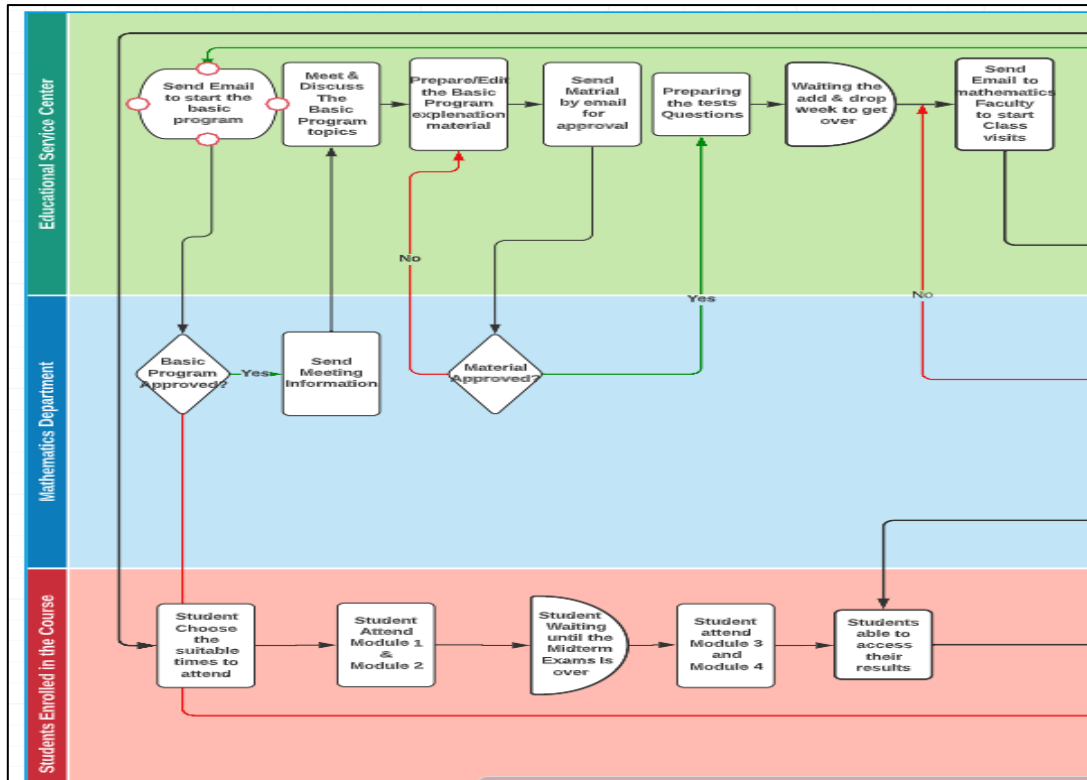 Educational Service Center
Send Email
to start the
basic
program
Meet &
Discuss
The
Basic
Program
topics
Prepare/Edit
the Basic
Program
explenation
material
Send
Matrial
by email
for
approval
Preparing
the tests
Questions
Waiting the
add & drop
week to get
over
Send
Email to
mathematics
Faculty
to start
Class
visits
No
Yes
No
Mathematics Department
Basic
Program
Approved?
Yes
Send
Meeting
Information
Material
Approved?
Students Enrolled in the Course
Student
Choose
the
suitable
times to
attend
Student
Attend
Module 1
&
Module 2
Student
Waiting
until the
Midterm
Exams Is
over
Student
attend
Module 3
and
Module 4
Students
able to
access
their
results